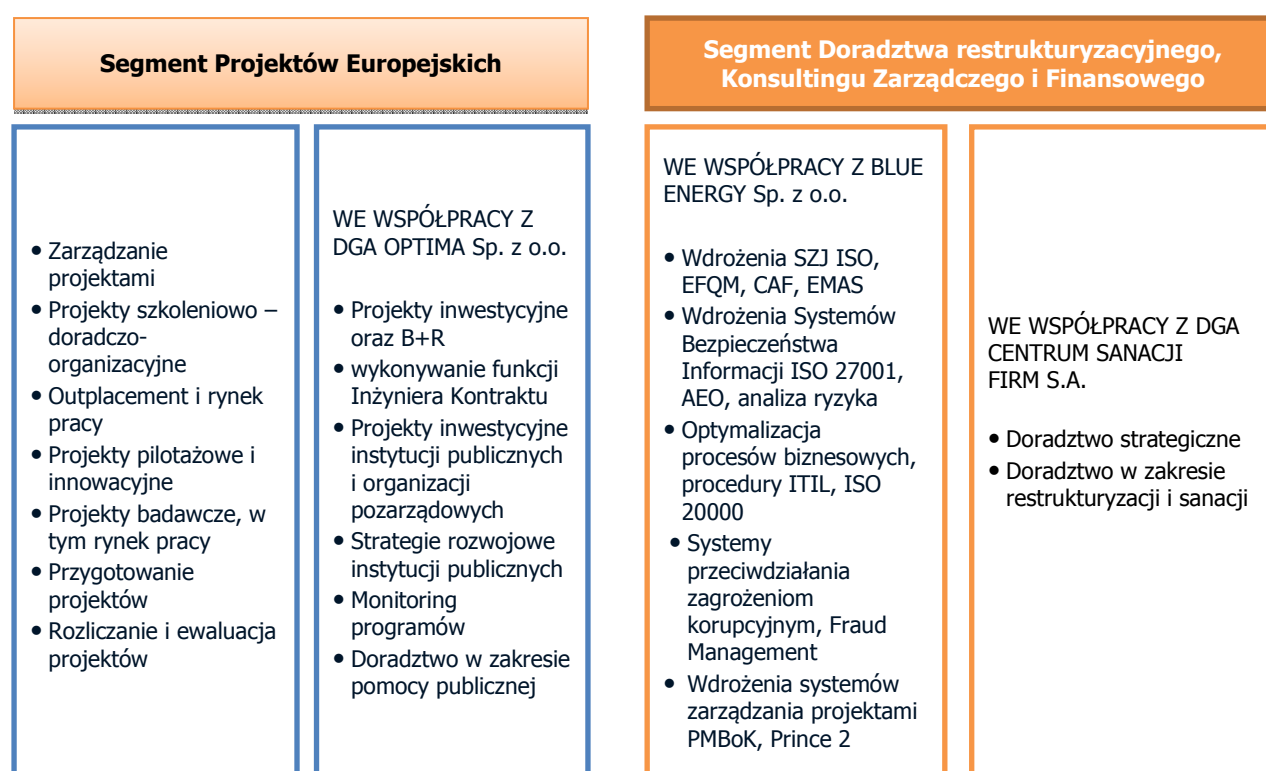 Segment Projektów Europejskich
Segment Doradztwa restrukturyzacyjnego,
Konsultingu Zarządczego i Finansowego
• Zarządzanie
projektami
• Projekty szkoleniowo –
doradczo-
organizacyjne
• Outplacement i rynek
pracy
• Projekty pilotażowe i
innowacyjne
• Projekty badawcze, w
tym rynek pracy
• Przygotowanie
projektów
• Rozliczanie i ewaluacja
projektów
WE WSPÓŁPRACY Z
DGA OPTIMA Sp. z o.o.
• Projekty inwestycyjne
oraz B+R
• wykonywanie funkcji
Inżyniera Kontraktu
• Projekty inwestycyjne
instytucji publicznych
i organizacji
pozarządowych
• Strategie rozwojowe
instytucji publicznych
• Monitoring
programów
• Doradztwo w zakresie
pomocy publicznej
WE WSPÓŁPRACY Z BLUE
ENERGY Sp. z o.o.
• Wdrożenia SZJ ISO,
EFQM, CAF, EMAS
• Wdrożenia Systemów
Bezpieczeństwa
Informacji ISO 27001,
AEO, analiza ryzyka
• Optymalizacja
procesów biznesowych,
procedury ITIL, ISO
20000
• Systemy
przeciwdziałania
zagrożeniom
korupcyjnym, Fraud
Management
• Wdrożenia systemów
zarządzania projektami
PMBoK, Prince 2
WE WSPÓŁPRACY Z DGA
CENTRUM SANACJI
FIRM S.A.
• Doradztwo strategiczne
• Doradztwo w zakresie
restrukturyzacji i sanacji